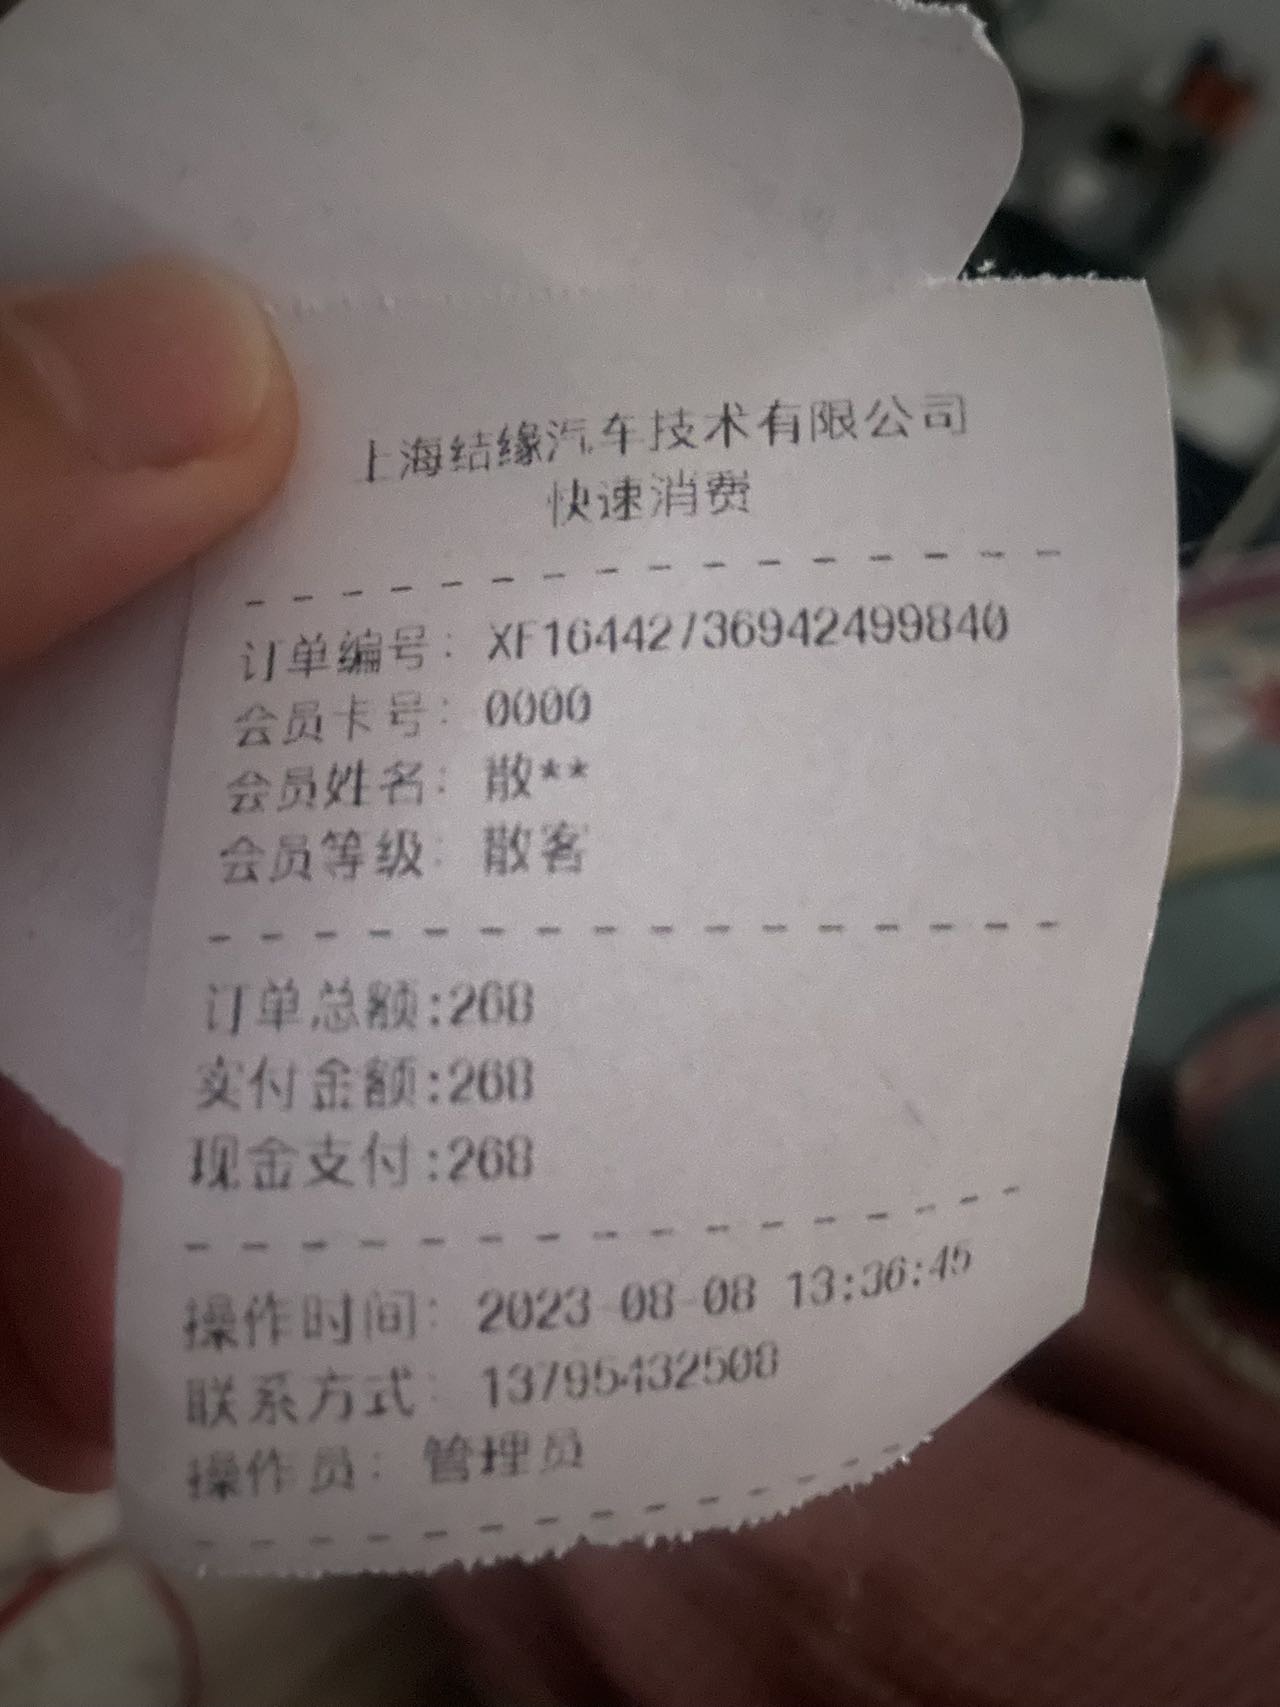 上海结缘汽车技术有限公司
快速消费
订单编号: XF16442736942499840
会员卡号: 0000
会员姓名: 散**
会员等级: 散客
订单总额:268
实付金额:268
现金支付:268
操作时间: 2023-08-08 13:36:45
联系方式: 13795432508
操作员: 管理员